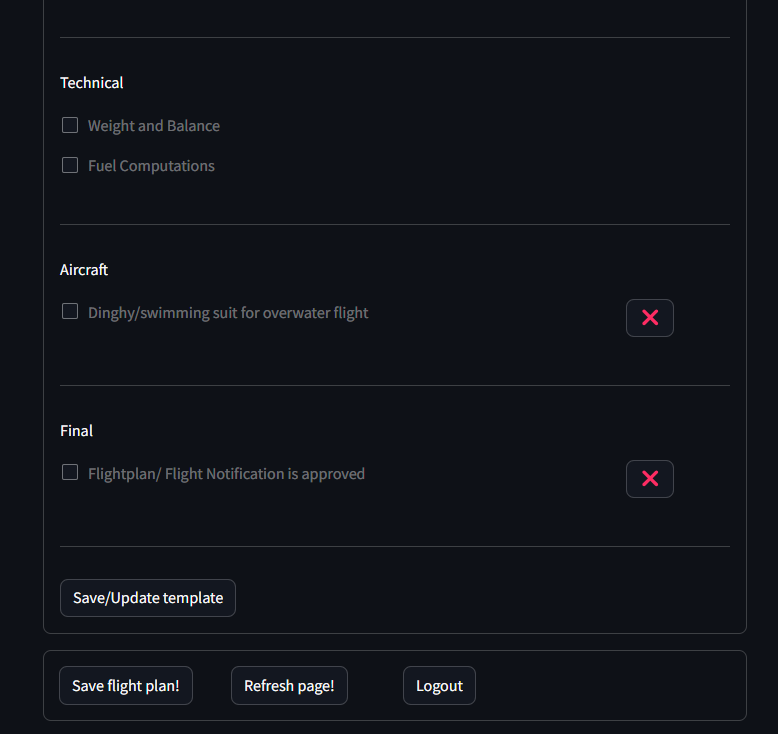 Technical
Weight and Balance
Fuel Computations
Aircraft
Dinghy/swimming suit for overwater flight
Final
Flightplan/ Flight Notification is approved
Save/Update template
Save flight plan!
Refresh page!
Logout